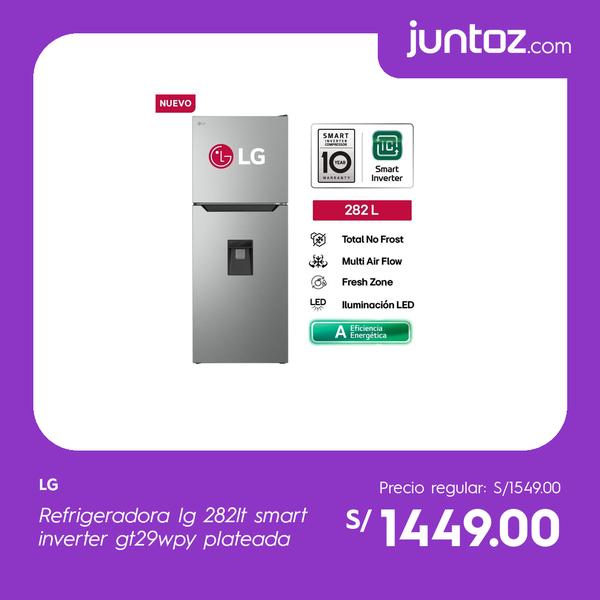 juntoz.com
NUEVO
LG
SMART
INVERTER
COMPRESSOR
10 YEAR
WARRANTY
Smart
Inverter
282 L
Total No Frost
Multi Air Flow
Fresh Zone
LED Iluminación LED
A Eficiencia
Energética
LG
Refrigeradora lg 282lt smart
inverter gt29wpy plateada
Precio regular: S/1549.00
S/ 1449.00